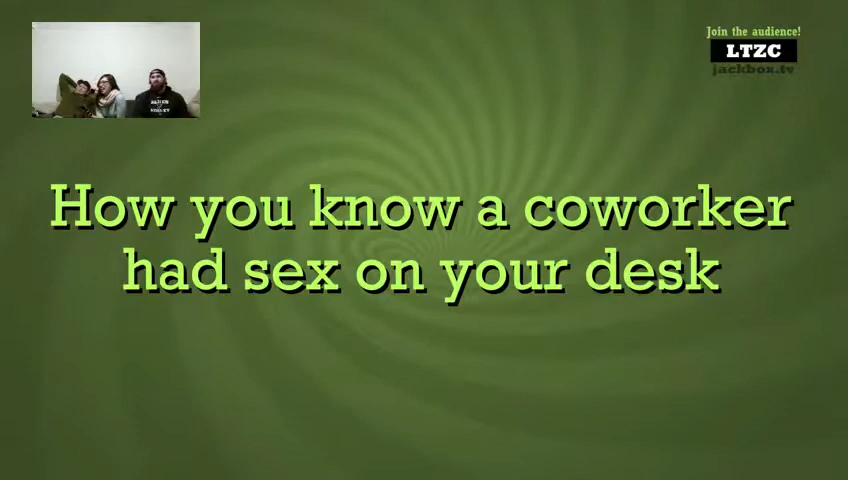 Join the audience!
LTZC
jackbox.tv
How you know a coworker
had sex on your desk